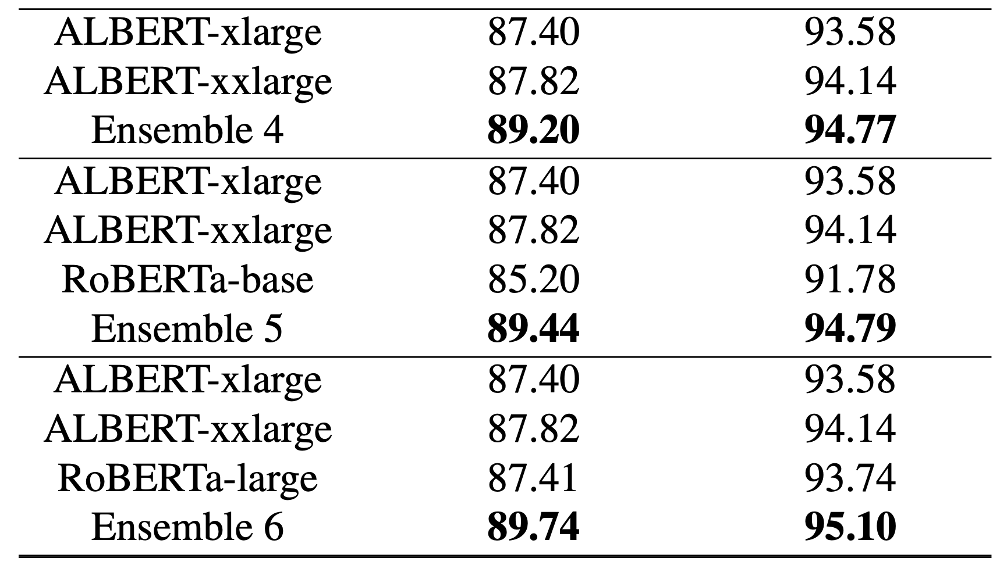 ALBERT-xlarge 87.40 93.58
ALBERT-xxlarge 87.82 94.14
Ensemble 4 89.20 94.77
ALBERT-xlarge 87.40 93.58
ALBERT-xxlarge 87.82 94.14
RoBERTa-base 85.20 91.78
Ensemble 5 89.44 94.79
ALBERT-xlarge 87.40 93.58
ALBERT-xxlarge 87.82 94.14
RoBERTa-large 87.41 93.74
Ensemble 6 89.74 95.10